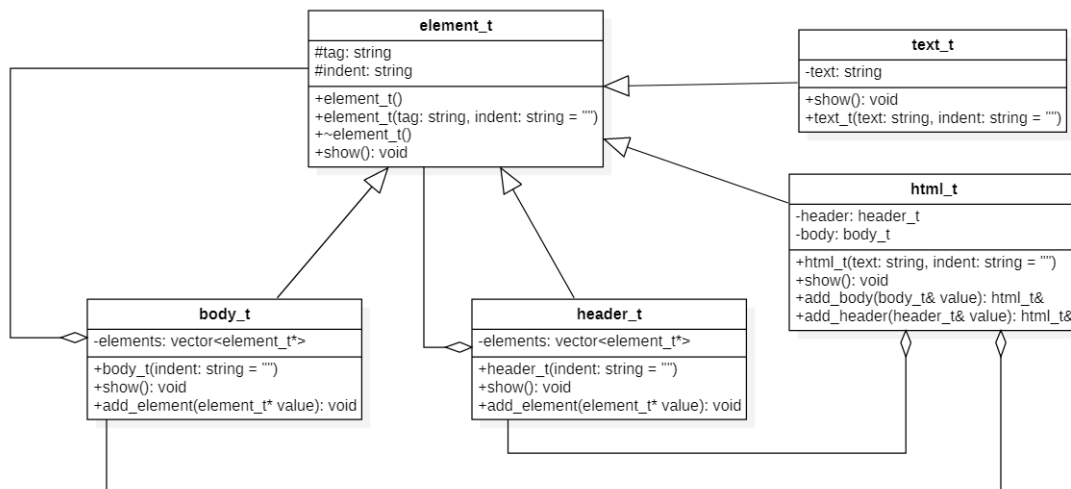 element_t
#tag: string
#indent: string
+element_t()
+element_t(tag: string, indent: string = "")
+~element_t()
+show(): void
text_t
-text: string
+show(): void
+text_t(text: string, indent: string = "")
html_t
-header: header_t
-body: body_t
+html_t(text: string, indent: string = "")
+show(): void
+add_body(body_t& value): html_t&
+add_header(header_t& value): html_t&
body_t
-elements: vector<element_t*>
+body_t(indent: string = "")
+show(): void
+add_element(element_t* value): void
header_t
-elements: vector<element_t*>
+header_t(indent: string = "")
+show(): void
+add_element(element_t* value): void